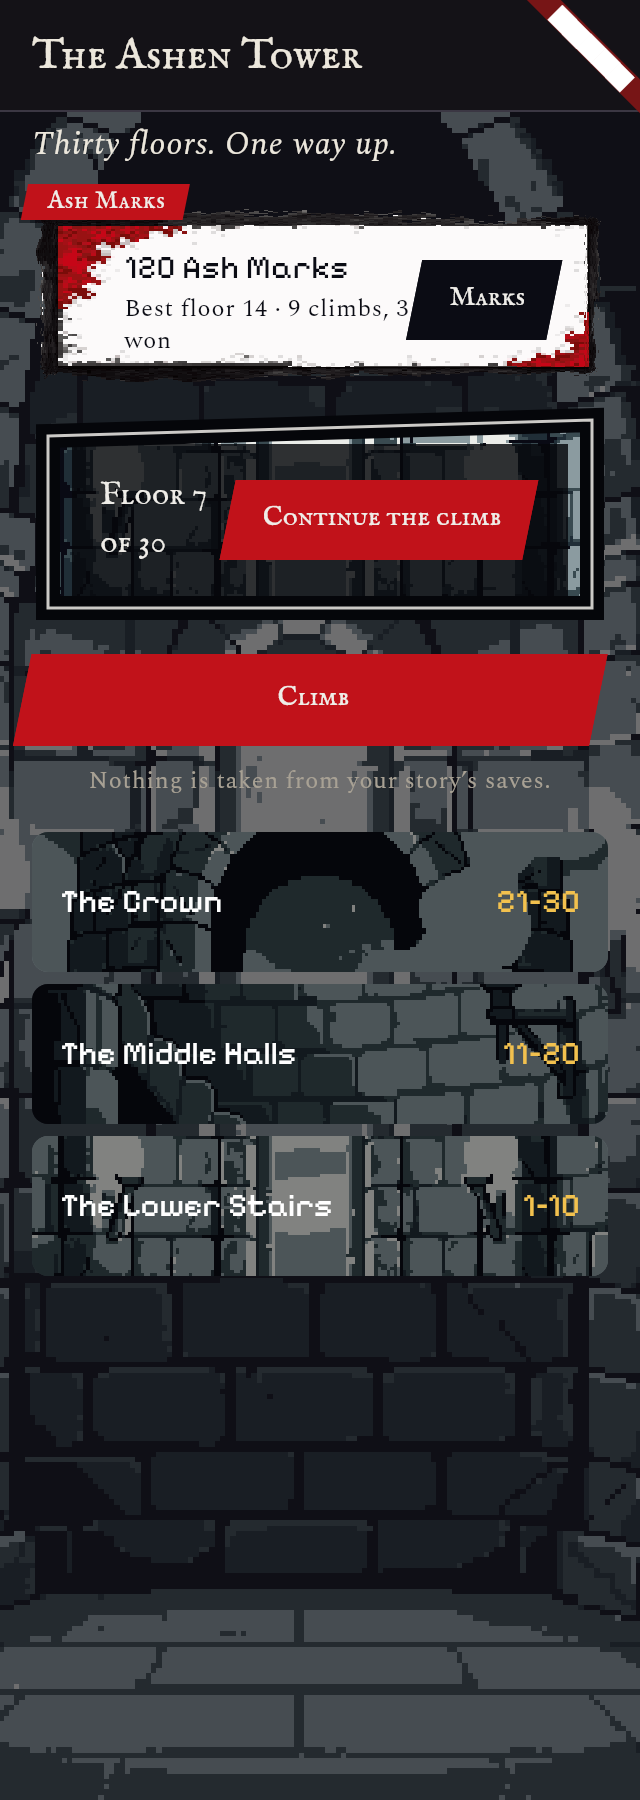 The Ashen Tower
Thirty floors. One way up.
Ash Marks
120 Ash Marks
Best floor 14 · 9 climbs, 3
won
Marks
Floor 7
of 30
Continue the climb
Climb
Nothing is taken from your story's saves.
The Crown
21-30
The Middle Halls
11-20
The Lower Stairs
1-10